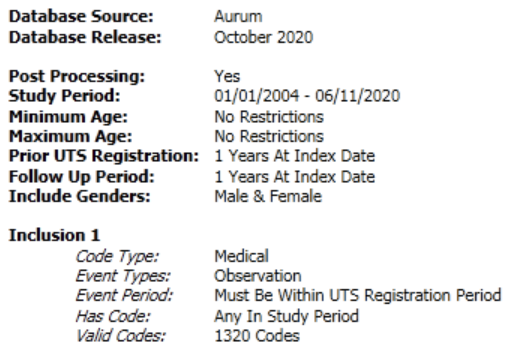 Database Source: Aurum
Database Release: October 2020
Post Processing: Yes
Study Period: 01/01/2004 - 06/11/2020
Minimum Age: No Restrictions
Maximum Age: No Restrictions
Prior UTS Registration: 1 Years At Index Date
Follow Up Period: 1 Years At Index Date
Include Genders: Male & Female
Inclusion 1
Code Type: Medical
Event Types: Observation
Event Period: Must Be Within UTS Registration Period
Has Code: Any In Study Period
Valid Codes: 1320 Codes